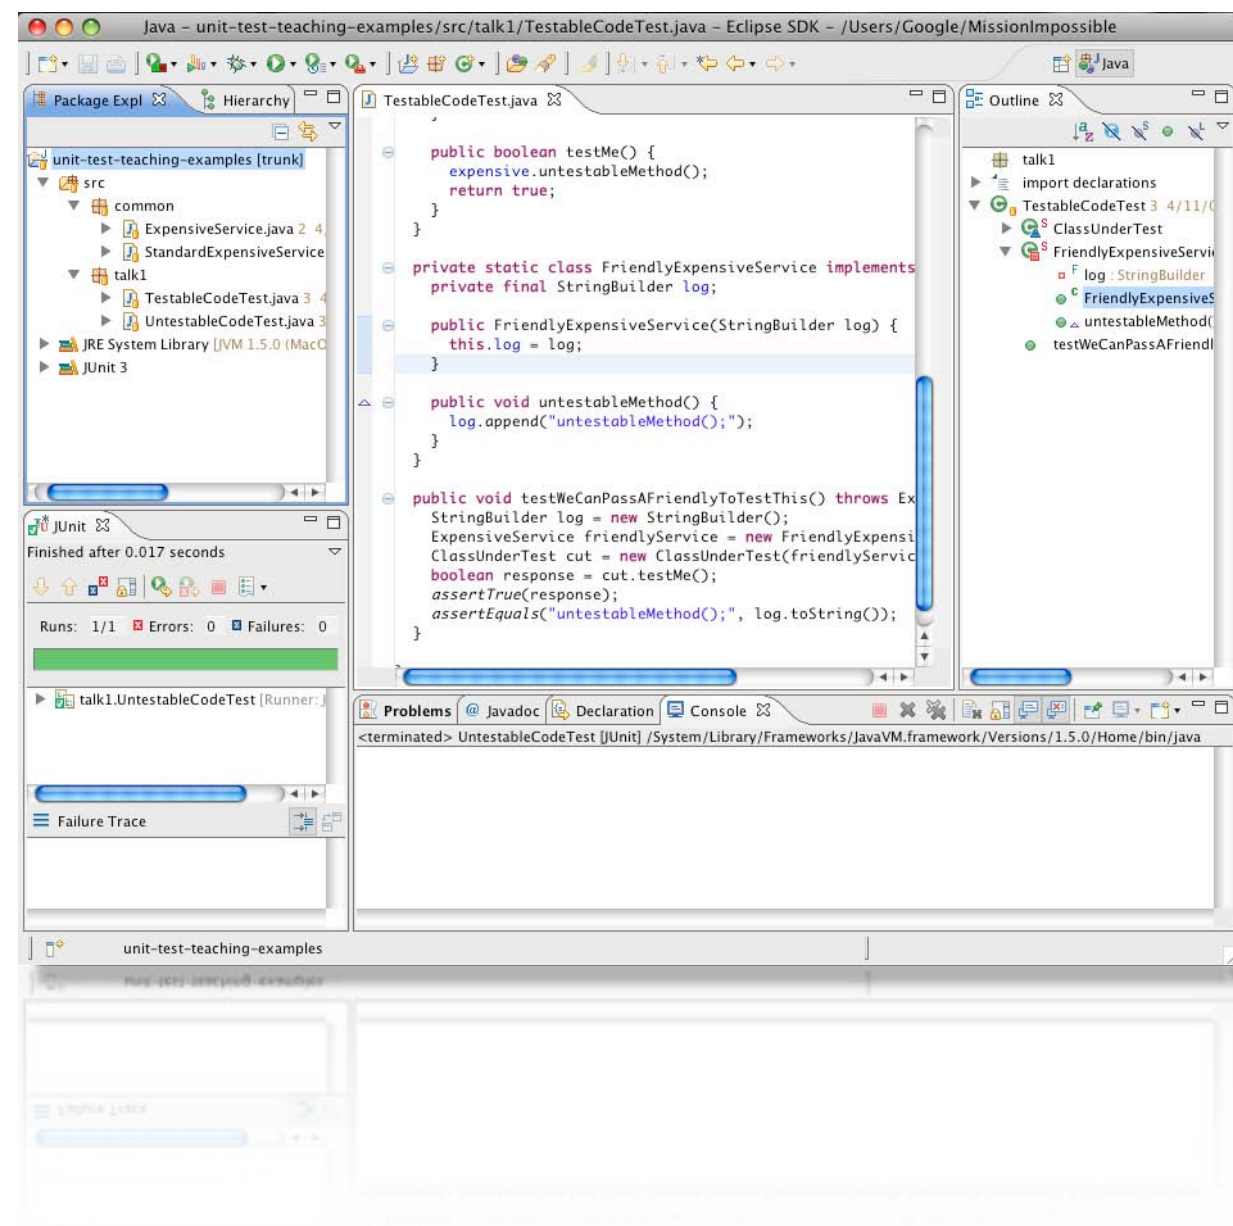 Java – unit-test-teaching-examples/src/talk1/TestableCodeTest.java – Eclipse SDK – /Users/Google/MissionImpossible
Java
Package Expl
Hierarchy
unit-test-teaching-examples [trunk]
src
common
ExpensiveService.java 2 4
StandardExpensiveService
talk1
TestableCodeTest.java 3 4
UntestableCodeTest.java 3
JRE System Library [JVM 1.5.0 (MacO
JUnit 3
JUnit
Finished after 0.017 seconds
Runs: 1/1 Errors: 0 Failures: 0
talk1.UntestableCodeTest [Runner: J
Failure Trace
TestableCodeTest.java
}
public boolean testMe() {
expensive.untestableMethod();
return true;
}
}
private static class FriendlyExpensiveService implements
private final StringBuilder log;
public FriendlyExpensiveService(StringBuilder log) {
this.log = log;
}
public void untestableMethod() {
log.append("untestableMethod();");
}
}
public void testWeCanPassAFriendlyToTestThis() throws Ex
StringBuilder log = new StringBuilder();
ExpensiveService friendlyService = new FriendlyExpensi
ClassUnderTest cut = new ClassUnderTest(friendlyServic
boolean response = cut.testMe();
assertTrue(response);
assertEquals("untestableMethod();", log.toString());
}
Outline
talk1
import declarations
TestableCodeTest 3 4/11/0
ClassUnderTest
FriendlyExpensiveServi
log : StringBuilder
FriendlyExpensiveS
untestableMethod(
testWeCanPassAFriendl
Problems @ Javadoc Declaration Console
<terminated> UntestableCodeTest [JUnit] /System/Library/Frameworks/JavaVM.framework/Versions/1.5.0/Home/bin/java
unit-test-teaching-examples